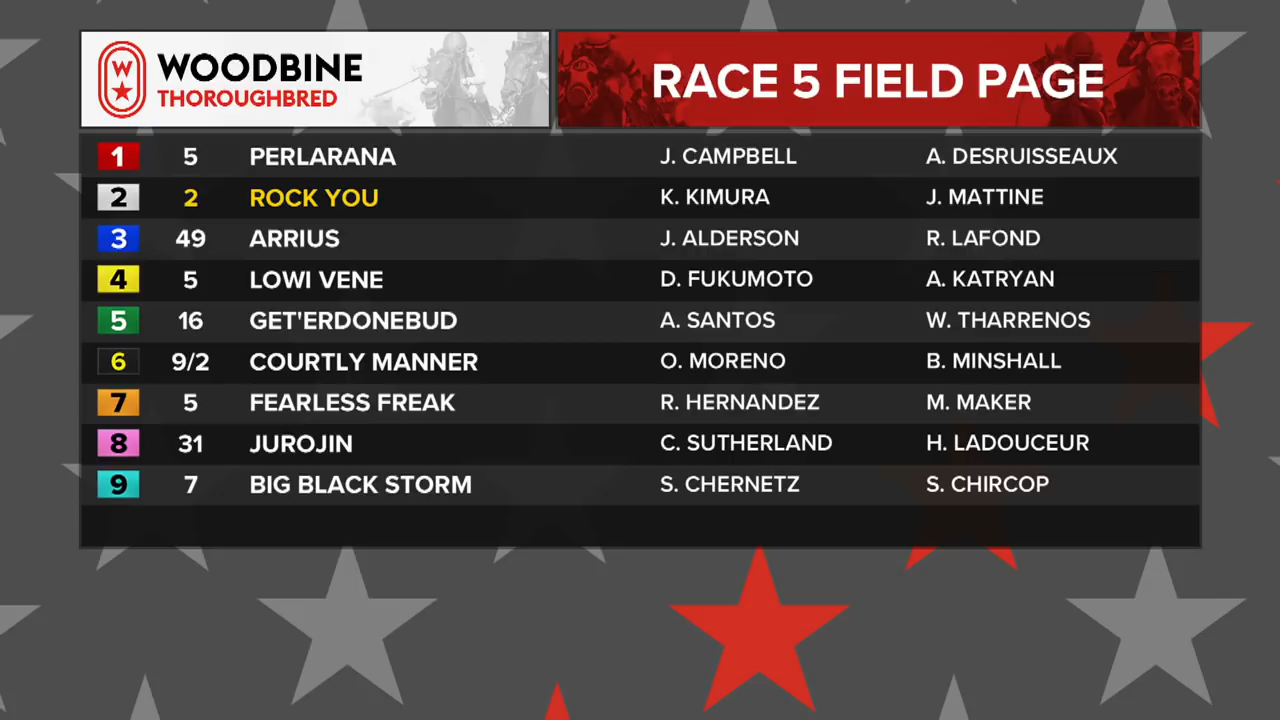 W
WOODBINE
THOROUGHBRED
RACE 5 FIELD PAGE
1 5 PERLARANA J. CAMPBELL A. DESRUISSEAUX
2 2 ROCK YOU K. KIMURA J. MATTINE
3 49 ARRIUS J. ALDERSON R. LAFOND
4 5 LOWI VENE D. FUKUMOTO A. KATRYAN
5 16 GET'ERDONEBUD A. SANTOS W. THARRENOS
6 9/2 COURTLY MANNER O. MORENO B. MINSHALL
7 5 FEARLESS FREAK R. HERNANDEZ M. MAKER
8 31 JUROJIN C. SUTHERLAND H. LADOUCEUR
9 7 BIG BLACK STORM S. CHERNETZ S. CHIRCOP